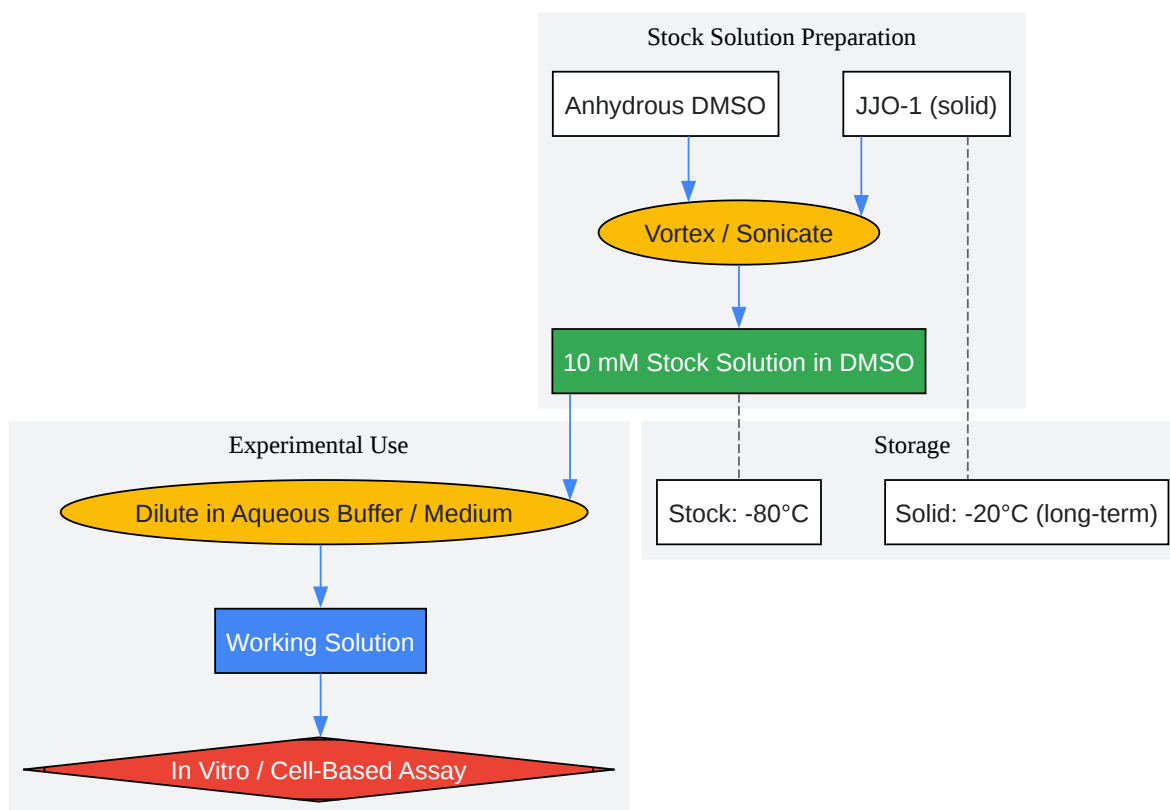 Stock Solution Preparation
Anhydrous DMSO
JJO-1 (solid)
Vortex / Sonicate
10 mM Stock Solution in DMSO
Experimental Use
Storage
Dilute in Aqueous Buffer / Medium
Stock: -80°C
Solid: -20°C (long-term)
Working Solution
In Vitro / Cell-Based Assay